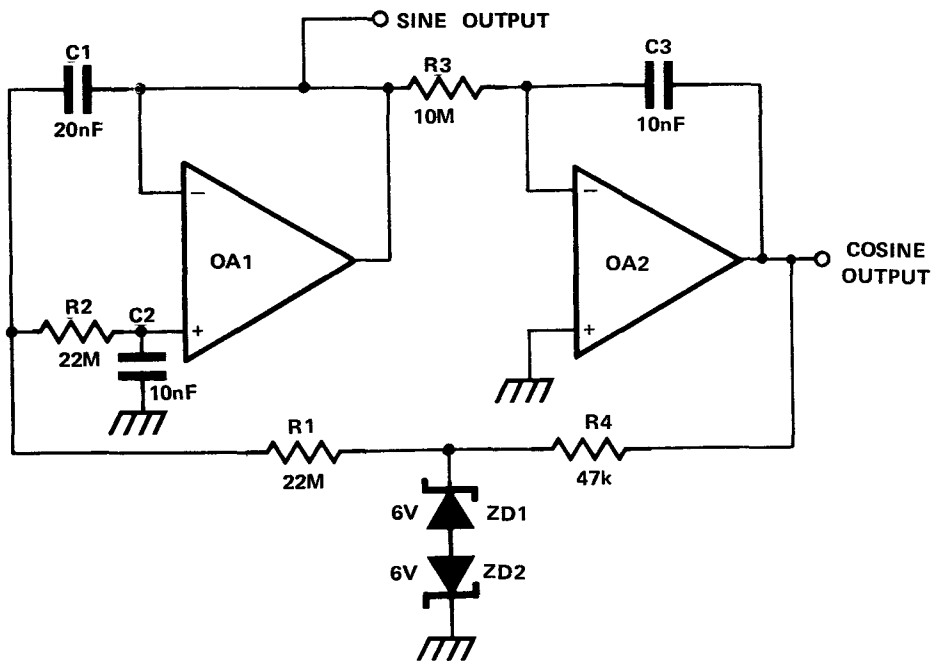 SINE OUTPUT
C1
20nF
R3
10M
C3
10nF
−
OA1
+
−
OA2
+
COSINE
OUTPUT
R2
22M
C2
10nF
R1
22M
R4
47k
6V
ZD1
6V
ZD2